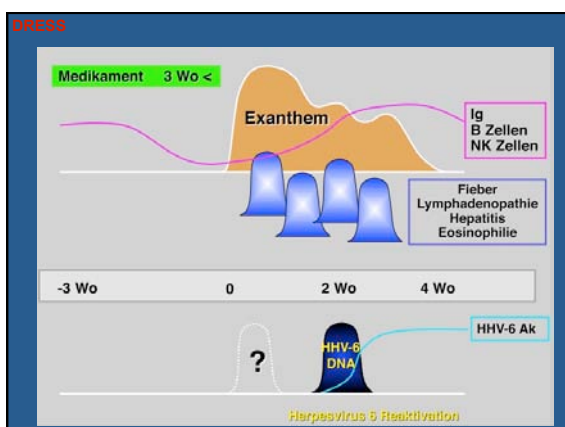 DRESS
Medikament 3 Wo <
Exanthem
Ig
B Zellen
NK Zellen
Fieber
Lymphadenopathie
Hepatitis
Eosinophilie
-3 Wo 0 2 Wo 4 Wo
?
HHV-6
DNA
HHV-6 Ak
Herpesvirus 6 Reaktivation